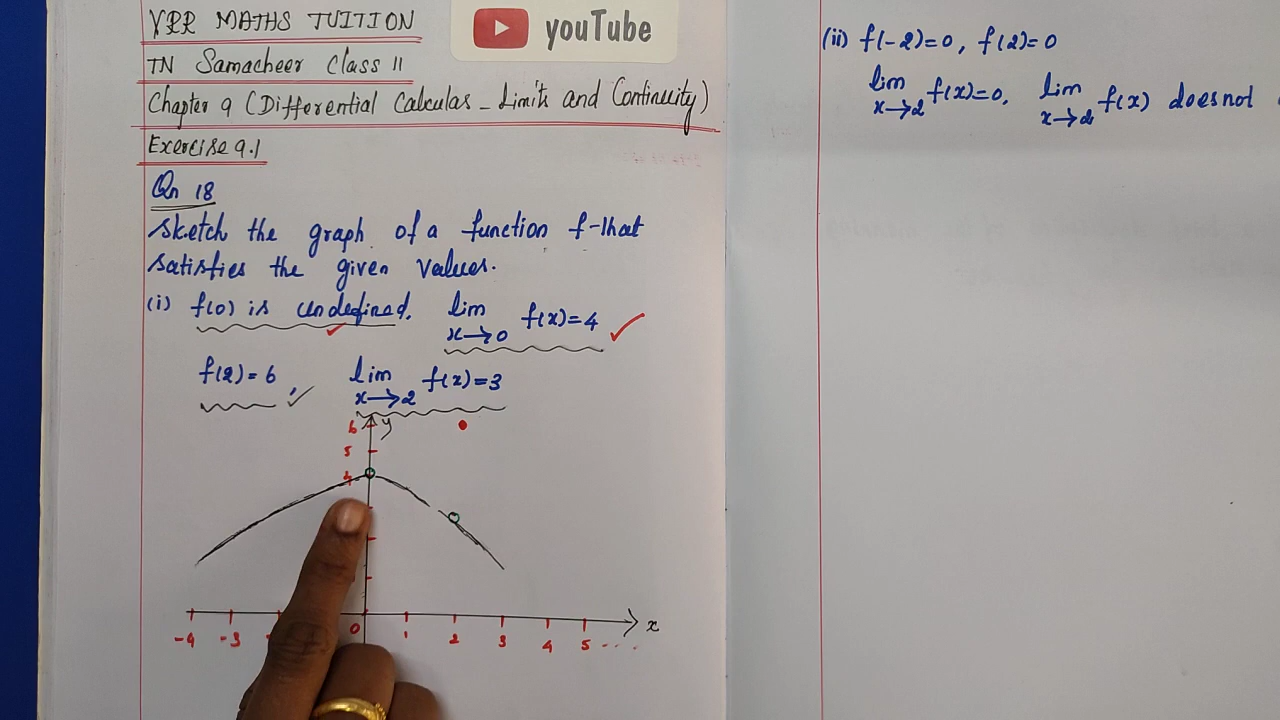 VRR MATHS TUITION
YouTube
TN Samacheer Class 11
Chapter 9 (Differential Calculas - Limits and Continuity)
Exercise 9.1
Qn 18
Sketch the graph of a function f that
satisfies the given values.
(i) f(0) is undefined, lim x→0 f(x)=4
f(2)=6, lim x→2 f(x)=3
6 y
5
4
-4 -3 0 1 2 3 4 5 .... x
(ii) f(-2)=0, f(2)=0
lim x→2 f(x)=0, lim x→2 f(x) does not